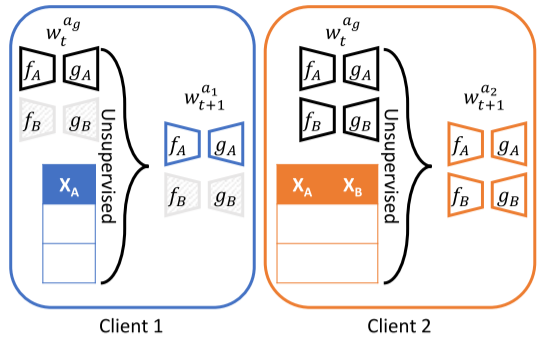 w_t^{a_g}
f_A g_A
f_B g_B
Unsupervised
X_A
w_{t+1}^{a_1}
f_A g_A
f_B g_B
Client 1
w_t^{a_g}
f_A g_A
f_B g_B
Unsupervised
X_A X_B
w_{t+1}^{a_2}
f_A g_A
f_B g_B
Client 2